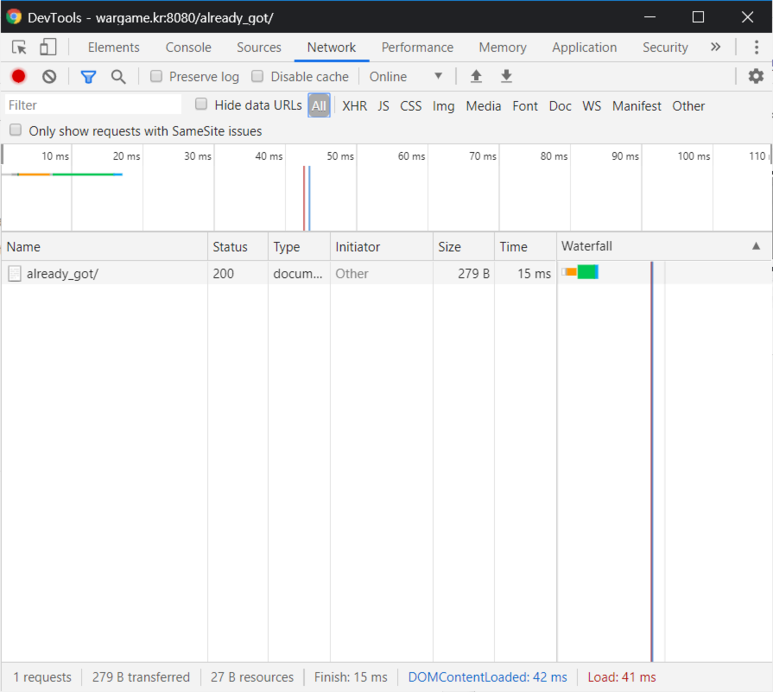 DevTools - wargame.kr:8080/already_got/
Elements Console Sources Network Performance Memory Application Security »
Preserve log Disable cache Online
Filter Hide data URLs All XHR JS CSS Img Media Font Doc WS Manifest Other
Only show requests with SameSite issues
10 ms 20 ms 30 ms 40 ms 50 ms 60 ms 70 ms 80 ms 90 ms 100 ms 110
Name Status Type Initiator Size Time Waterfall
already_got/ 200 docum... Other 279 B 15 ms
1 requests 279 B transferred 27 B resources Finish: 15 ms DOMContentLoaded: 42 ms Load: 41 ms